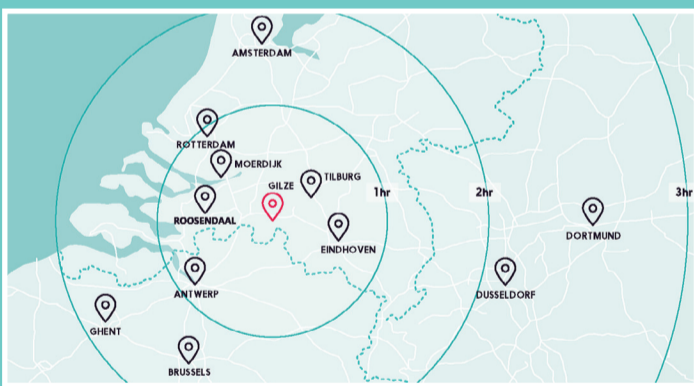 AMSTERDAM
ROTTERDAM
MOERDIJK
GILZE
TILBURG
1hr
2hr
3hr
ROOSENDAAL
EINDHOVEN
DORTMUND
ANTWERP
DUSSELDORF
GHENT
BRUSSELS